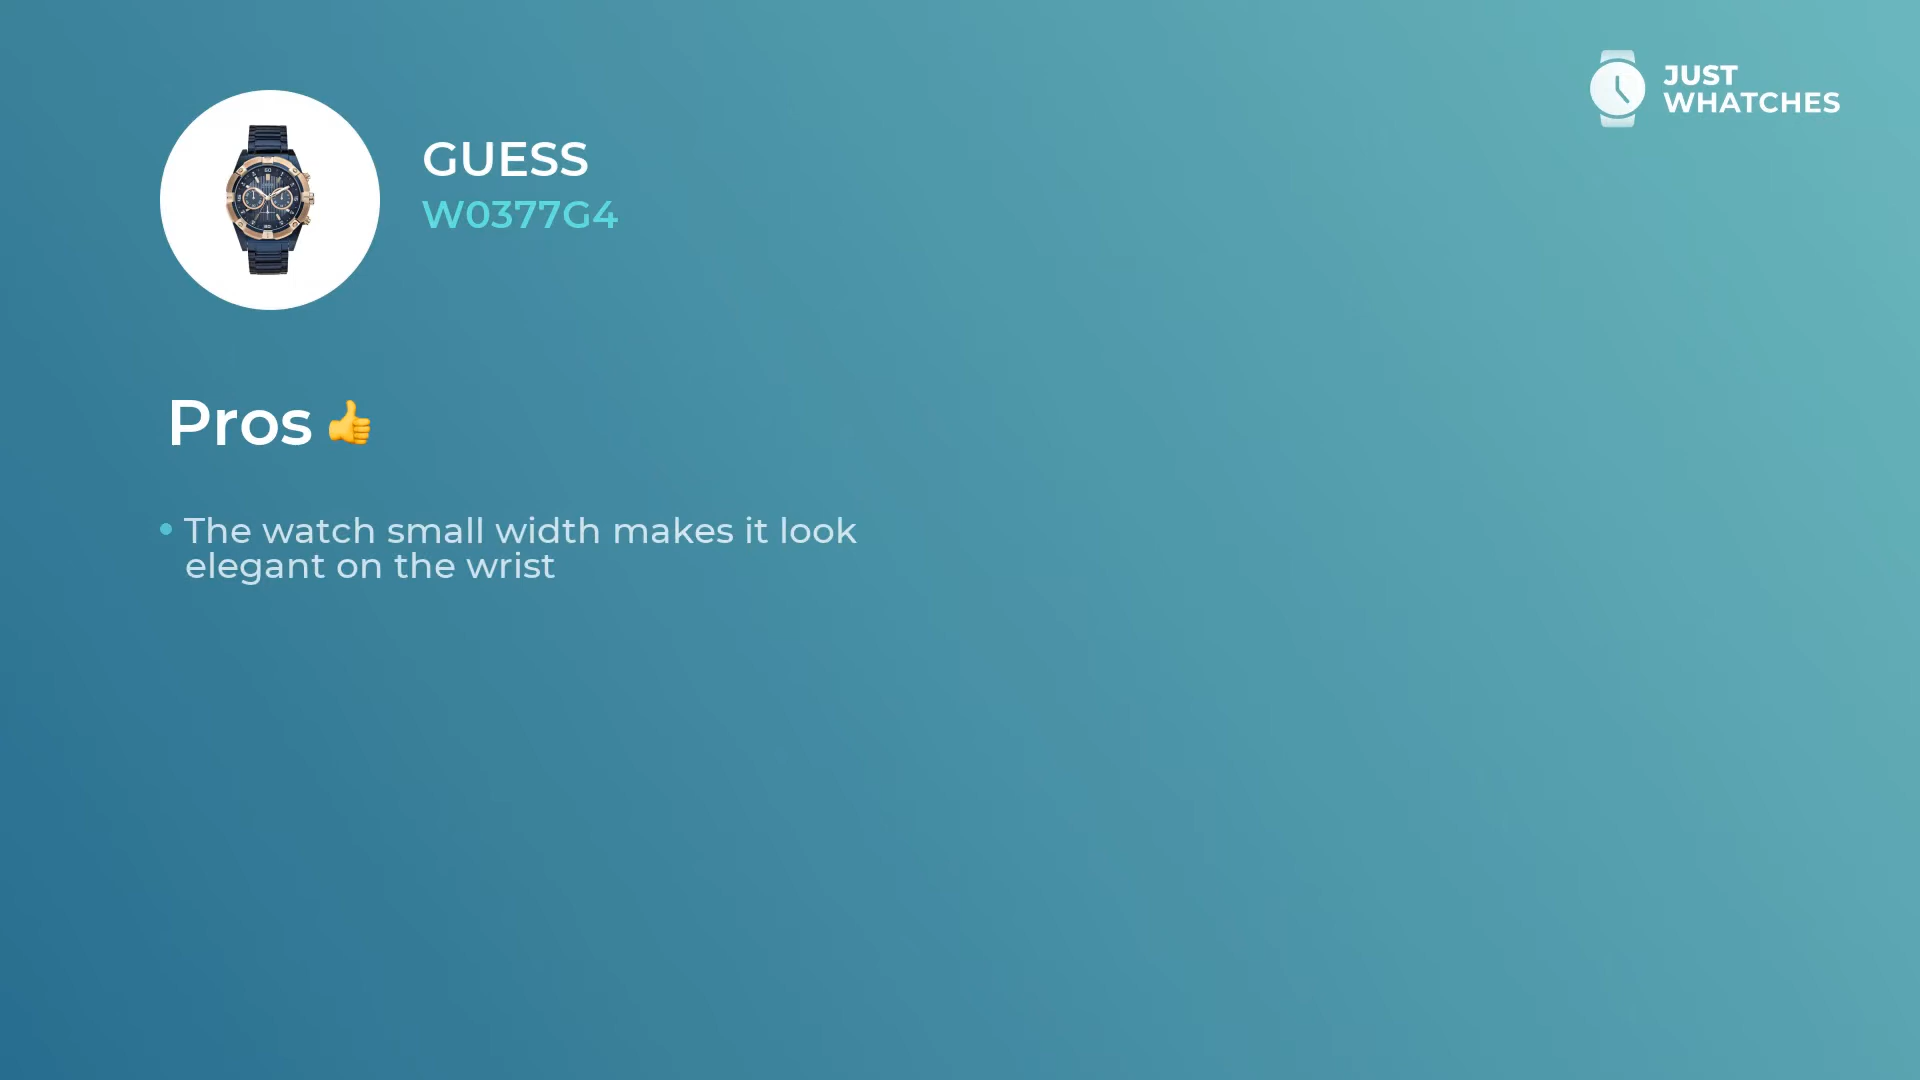 JUST
WHATCHES
GUESS
W0377G4
Pros
The watch small width makes it look
elegant on the wrist